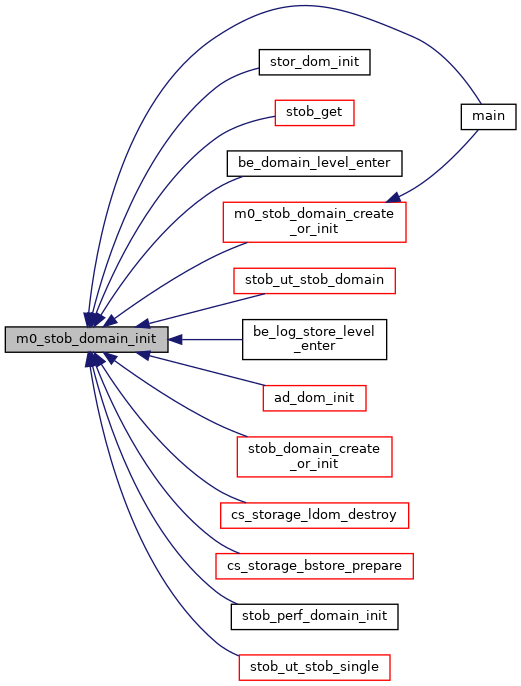 stor_dom_init
stob_get
main
be_domain_level_enter
m0_stob_domain_create
_or_init
stob_ut_stob_domain
m0_stob_domain_init
be_log_store_level
_enter
ad_dom_init
stob_domain_create
_or_init
cs_storage_ldom_destroy
cs_storage_bstore_prepare
stob_perf_domain_init
stob_ut_stob_single